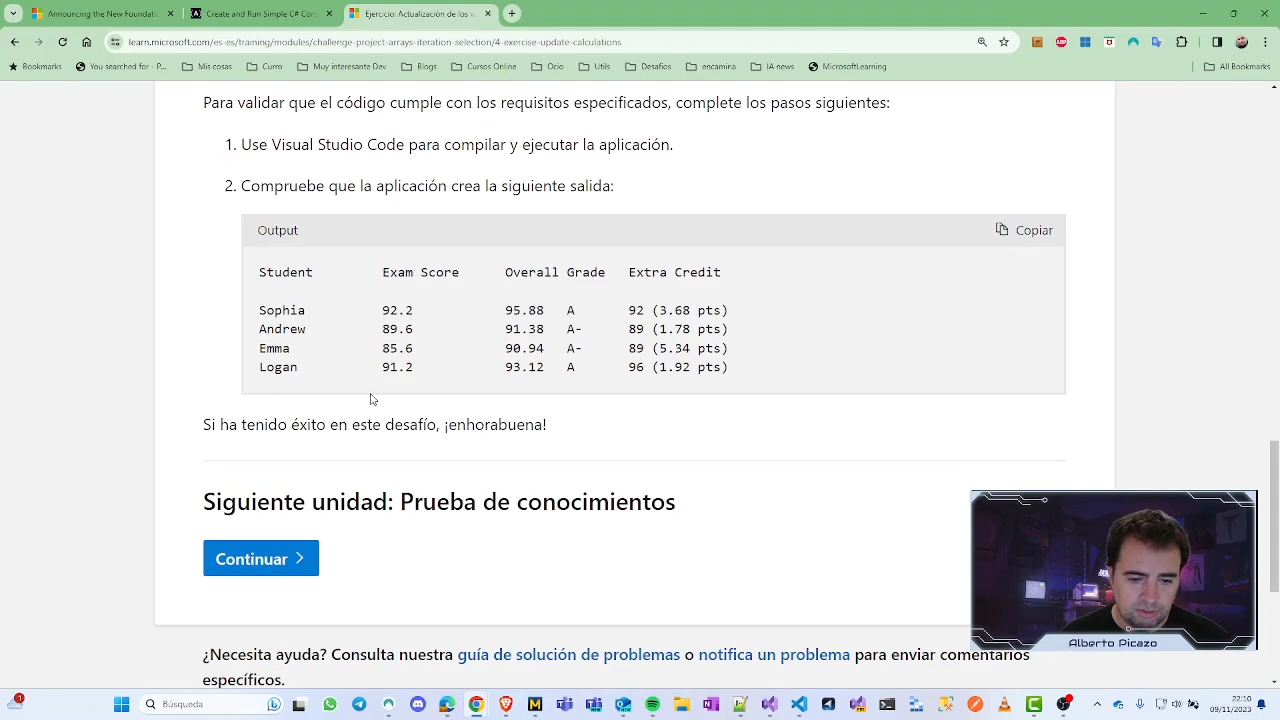 Announcing the New Foundatic
Create and Run Simple C# Con
Ejercicio: Actualización de los v
learn.microsoft.com/es-es/training/modules/challenge-project-arrays-iteration-selection/4-exercise-update-calculations
Bookmarks
You searched for - P...
Mis cosas
Curro
Muy interesante Dev
Blogs
Cursos Online
Ocio
Utils
Desafios
encamina
IA news
MicrosoftLearning
All Bookmarks
Para validar que el código cumple con los requisitos especificados, complete los pasos siguientes:
1. Use Visual Studio Code para compilar y ejecutar la aplicación.
2. Compruebe que la aplicación crea la siguiente salida:
Output
Copiar
Student Exam Score Overall Grade Extra Credit
Sophia 92.2 95.88 A 92 (3.68 pts)
Andrew 89.6 91.38 A- 89 (1.78 pts)
Emma 85.6 90.94 A- 89 (5.34 pts)
Logan 91.2 93.12 A 96 (1.92 pts)
Si ha tenido éxito en este desafío, ¡enhorabuena!
Siguiente unidad: Prueba de conocimientos
Continuar
Alberto Picazo
¿Necesita ayuda? Consulta nuestra guía de solución de problemas o notifica un problema para enviar comentarios
específicos.
Búsqueda
22:10
09/11/2023